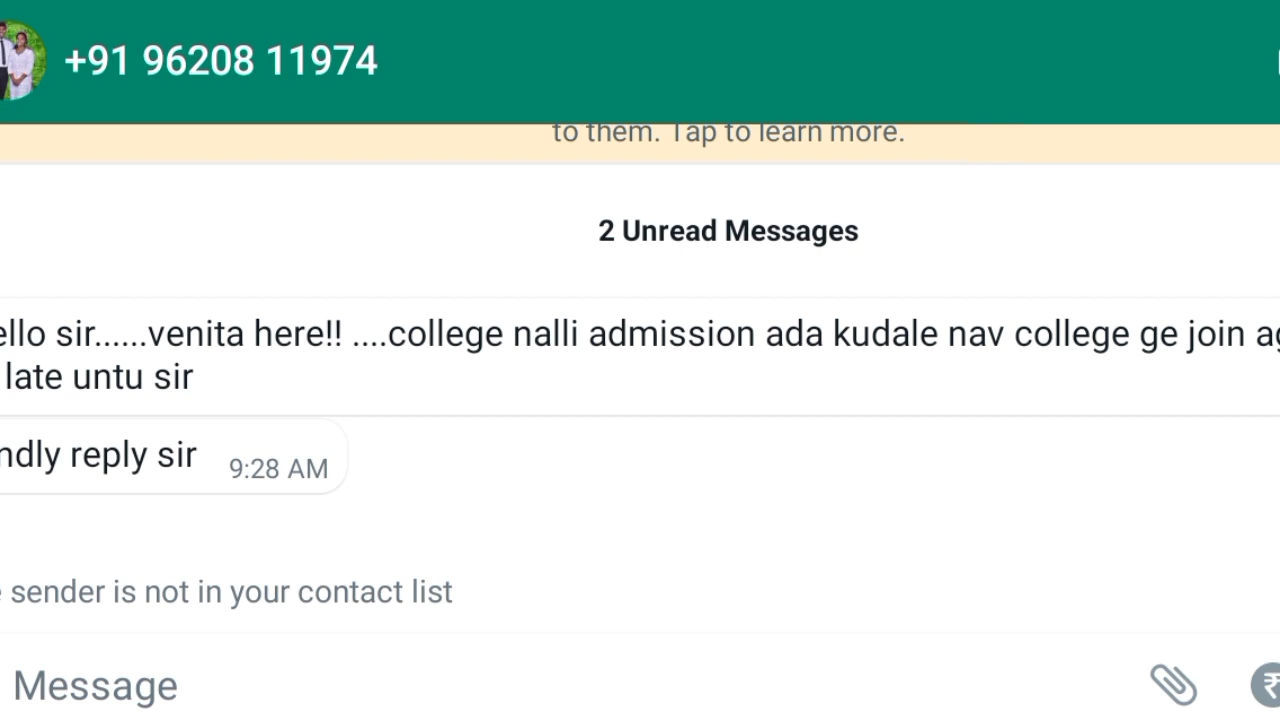 +91 96208 11974
to them. Tap to learn more.
2 Unread Messages
ello sir......venita here!! ....college nalli admission ada kudale nav college ge join ag
late untu sir
ndly reply sir 9:28 AM
sender is not in your contact list
Message
₹